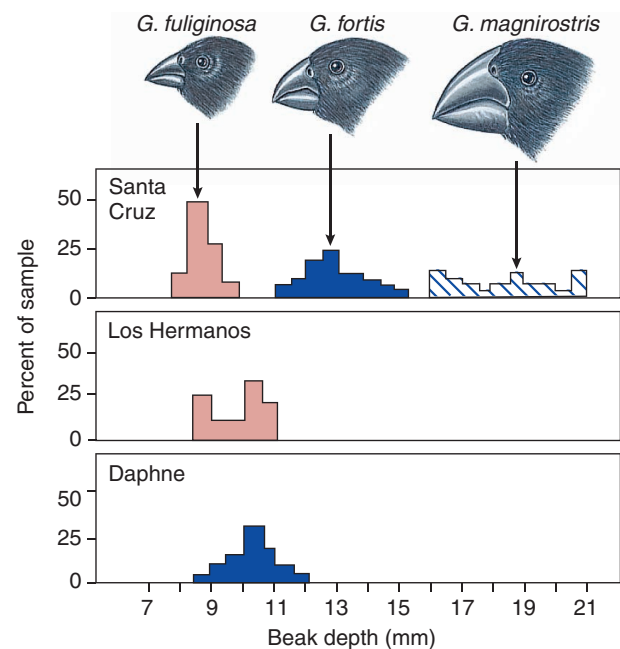 G. fuliginosa G. fortis G. magnirostris
Santa
Cruz
50
25
0
Los Hermanos
50
25
0
Daphne
50
25
0
Percent of sample
7 9 11 13 15 17 19 21
Beak depth (mm)